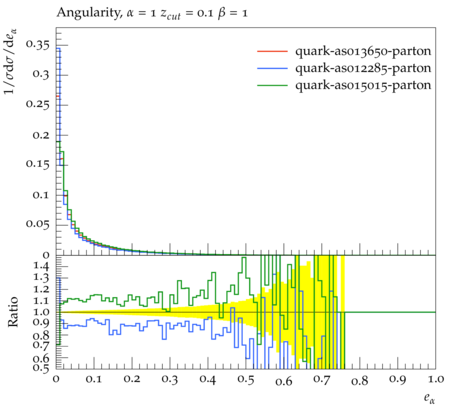 Angularity, α = 1 z_cut = 0.1 β = 1
1/σdσ/de_α
0.35
0.3
0.25
0.2
0.15
0.1
0.05
0
quark-as013650-parton
quark-as012285-parton
quark-as015015-parton
Ratio
1.4
1.3
1.2
1.1
1.0
0.9
0.8
0.7
0.6
0.5
0 0.1 0.2 0.3 0.4 0.5 0.6 0.7 0.8 0.9 1.0
e_α